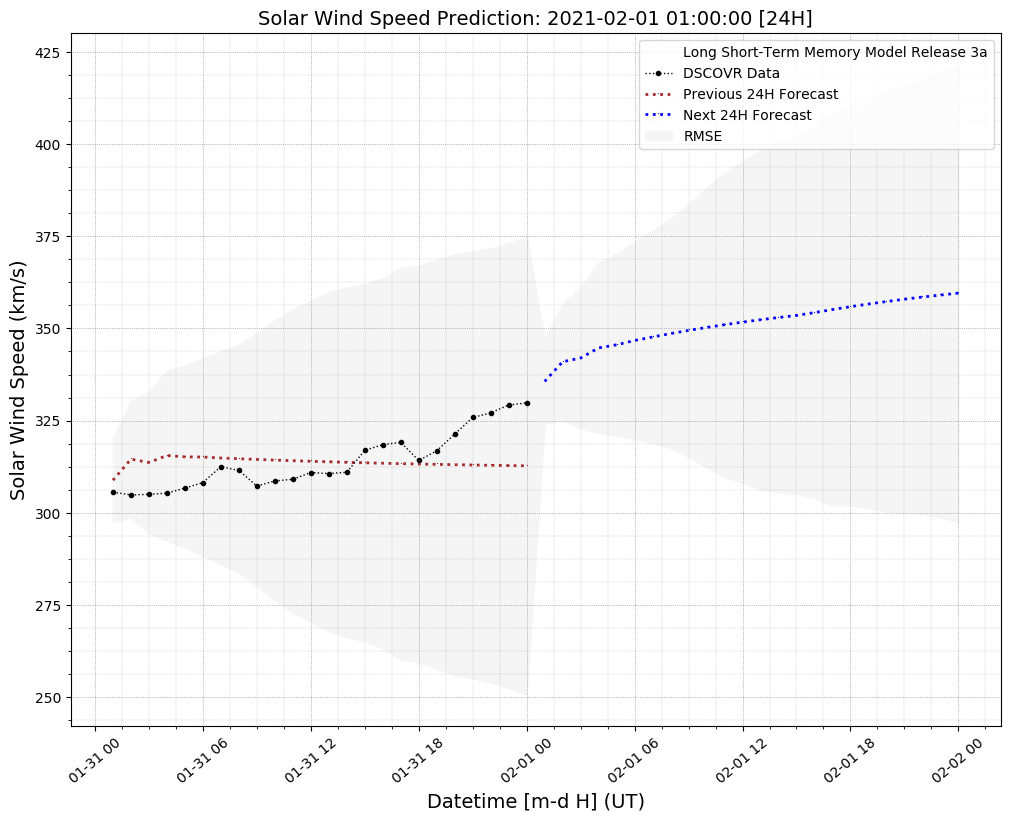 Solar Wind Speed Prediction: 2021-02-01 01:00:00 [24H]
Long Short-Term Memory Model Release 3a
DSCOVR Data
Previous 24H Forecast
Next 24H Forecast
RMSE
Solar Wind Speed (km/s)
425
400
375
350
325
300
275
250
01-31 00
01-31 06
01-31 12
01-31 18
02-01 00
02-01 06
02-01 12
02-01 18
02-02 00
Datetime [m-d H] (UT)